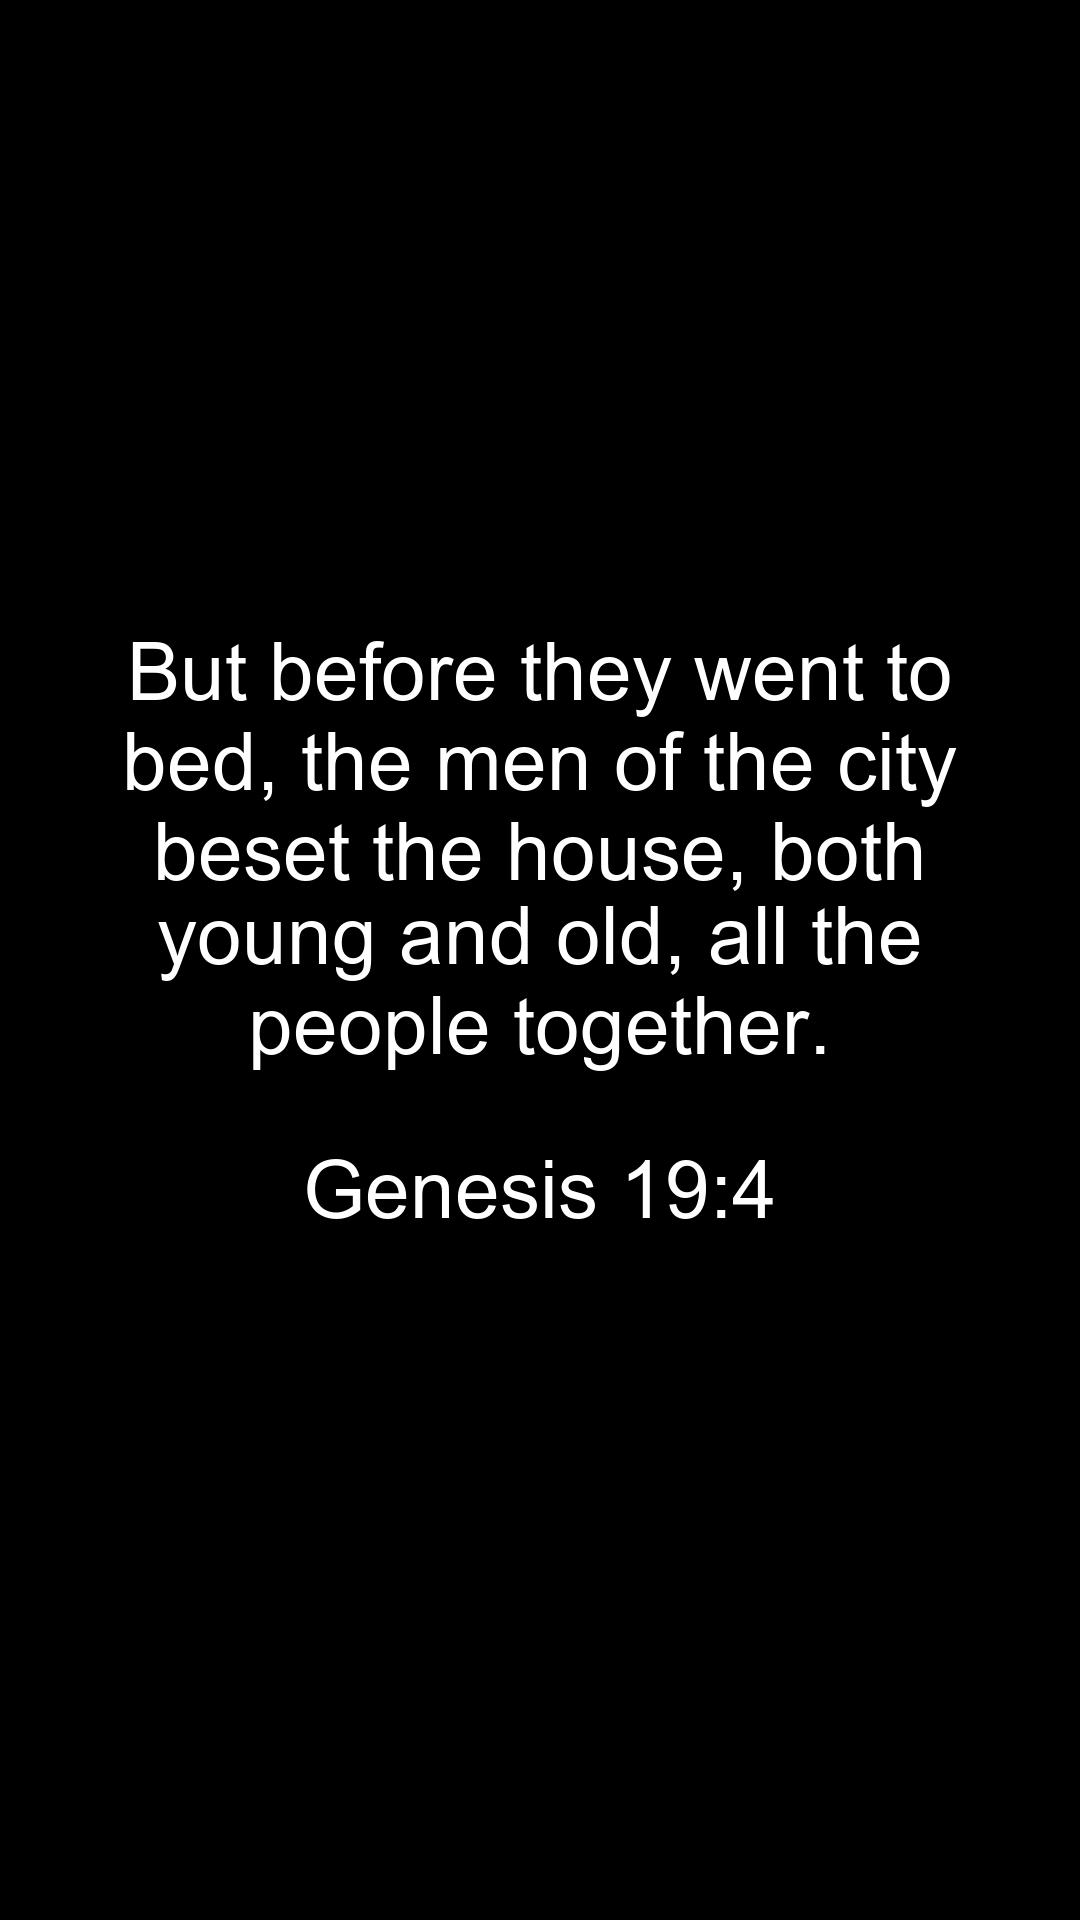 But before they went to
bed, the men of the city
beset the house, both
young and old, all the
people together.
Genesis 19:4